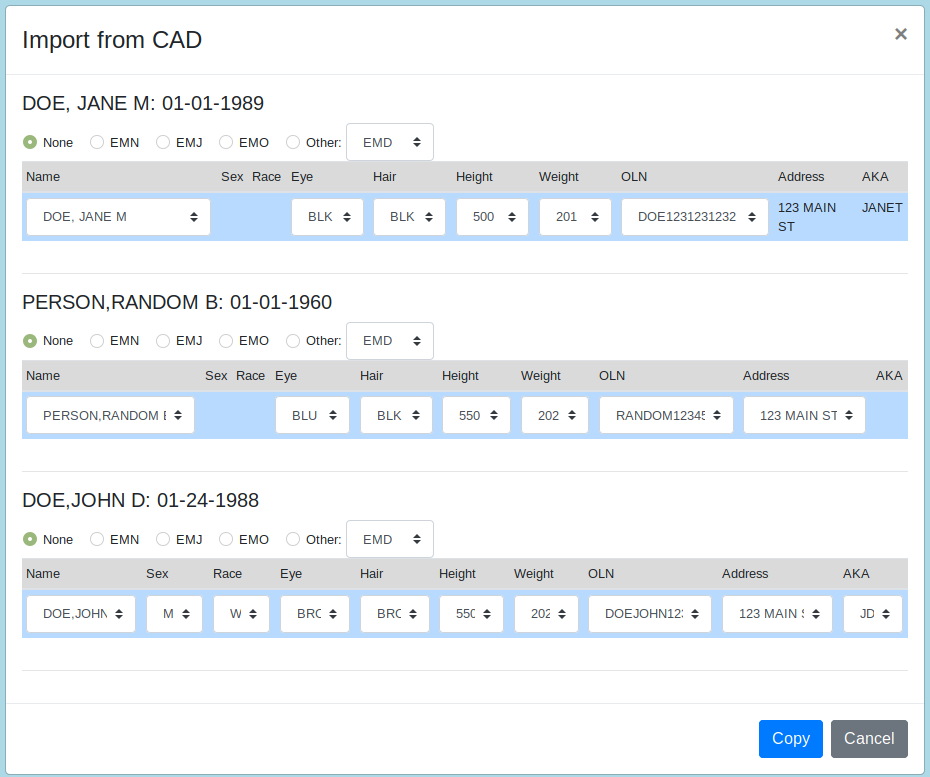 Import from CAD ×
DOE, JANE M: 01-01-1989
None EMN EMJ EMO Other: EMD
Name Sex Race Eye Hair Height Weight OLN Address AKA
DOE, JANE M BLK BLK 500 201 DOE1231231232 123 MAIN ST JANET
PERSON,RANDOM B: 01-01-1960
None EMN EMJ EMO Other: EMD
Name Sex Race Eye Hair Height Weight OLN Address AKA
PERSON,RANDOM BLU BLK 550 202 RANDOM12345 123 MAIN ST
DOE,JOHN D: 01-24-1988
None EMN EMJ EMO Other: EMD
Name Sex Race Eye Hair Height Weight OLN Address AKA
DOE,JOHN M W BRO BRO 550 202 DOEJOHN123 123 MAIN JD
Copy Cancel